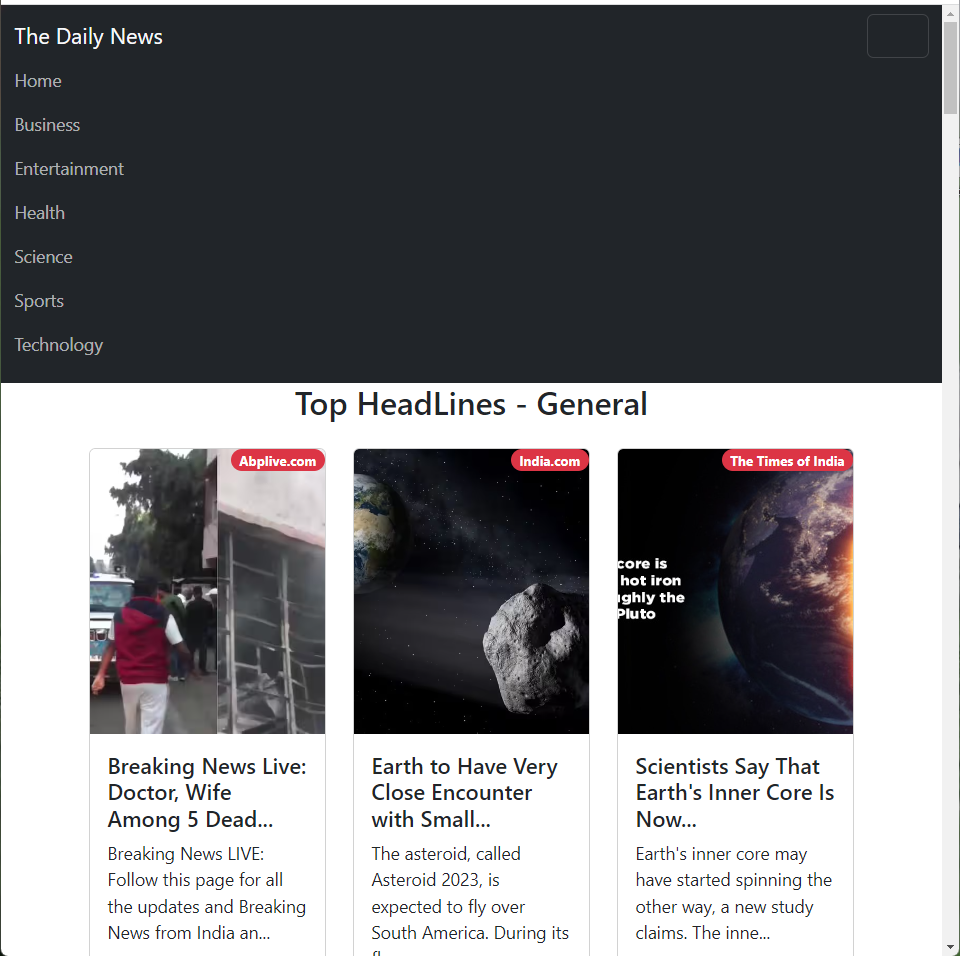 The Daily News
Home
Business
Entertainment
Health
Science
Sports
Technology
Top HeadLines - General
Abplive.com
India.com
The Times of India
core is
hot iron
ughly the
Pluto
Breaking News Live:
Doctor, Wife
Among 5 Dead...
Breaking News LIVE:
Follow this page for all
the updates and Breaking
News from India an...
Earth to Have Very
Close Encounter
with Small...
The asteroid, called
Asteroid 2023, is
expected to fly over
South America. During its
Scientists Say That
Earth's Inner Core Is
Now...
Earth's inner core may
have started spinning the
other way, a new study
claims. The inne...